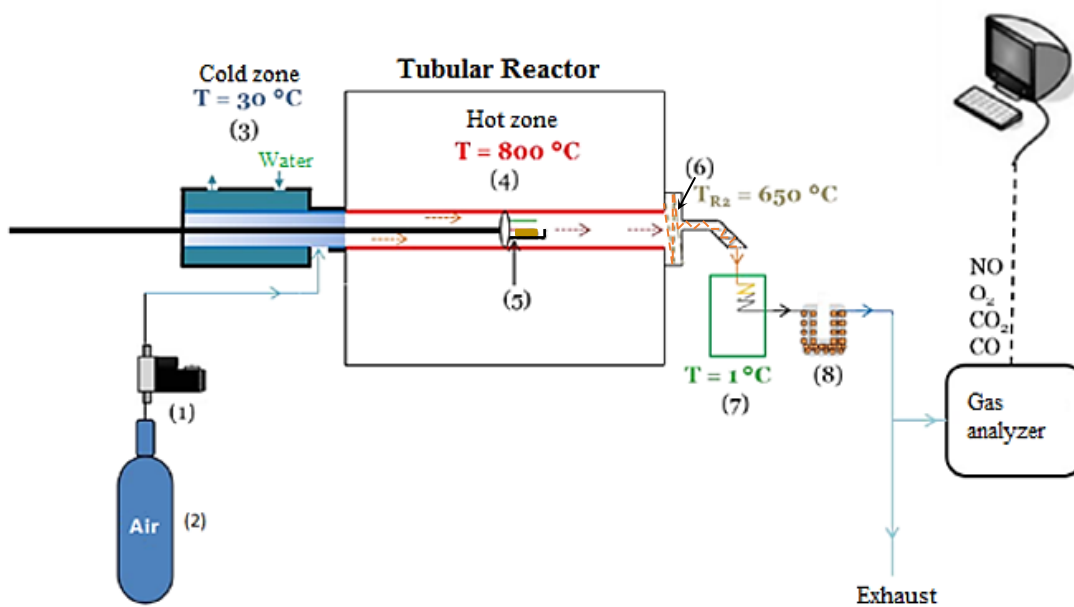 Cold zone
T = 30 °C
(3)
Water
Tubular Reactor
Hot zone
T = 800 °C
(4)
(5)
(6)
T_R2 = 650 °C
(1)
(2)
Air
T = 1 °C
(7)
(8)
NO
O₂
CO₂
CO
Gas
analyzer
Exhaust